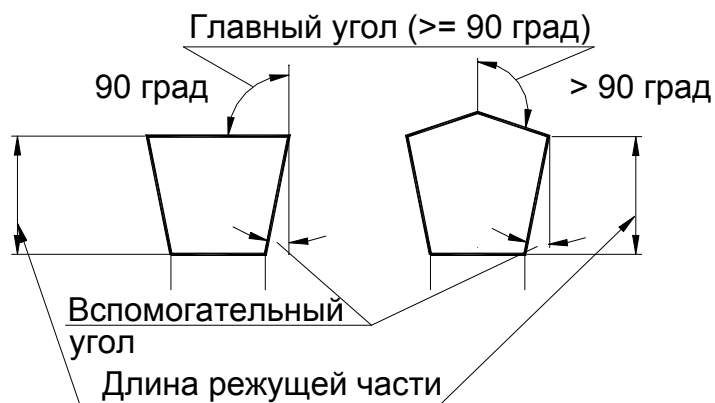 Главный угол (>= 90 град)
90 град
> 90 град
Вспомогательный
угол
Длина режущей части